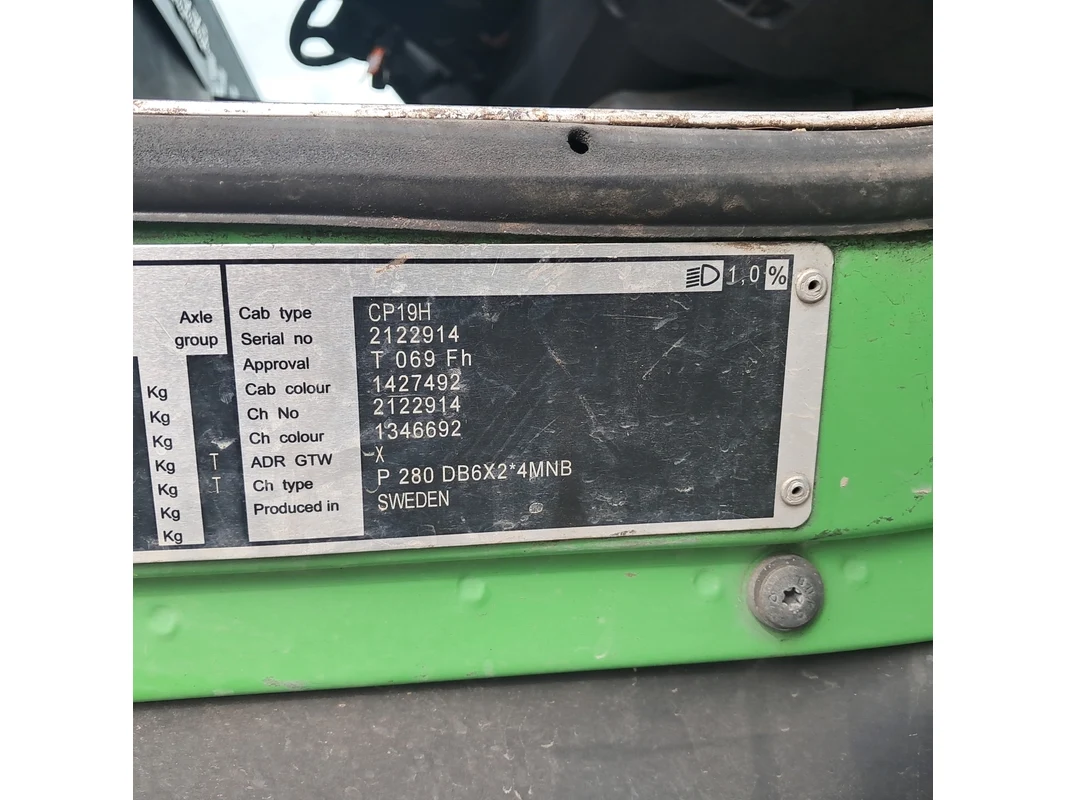 1,0 %
Axle group
Cab type CP19H
Serial no 2122914
Approval T 069 Fh
Cab colour 1427492
Ch No 2122914
Ch colour 1346692
ADR GTW -X
Ch type P 280 DB6X2*4MNB
Produced in SWEDEN
Kg
Kg
Kg
Kg T
Kg T
Kg
Kg